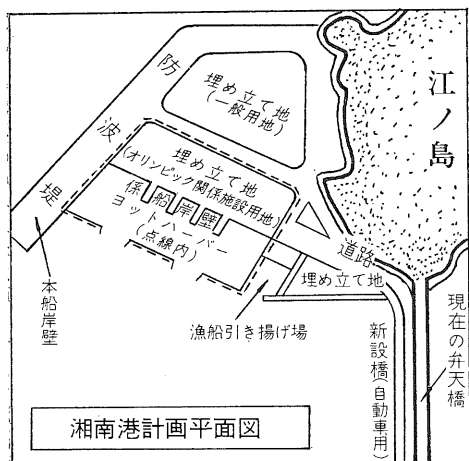 防波堤
埋め立て地
(一般用地)
江ノ島
埋め立て地
(オリンピック関係施設用地)
係船岸壁
ヨットハーバー
(点線内)
道路
埋め立て地
本船岸壁
漁船引き揚げ場
新設橋(自動車用)
現在の弁天橋
湘南港計画平面図